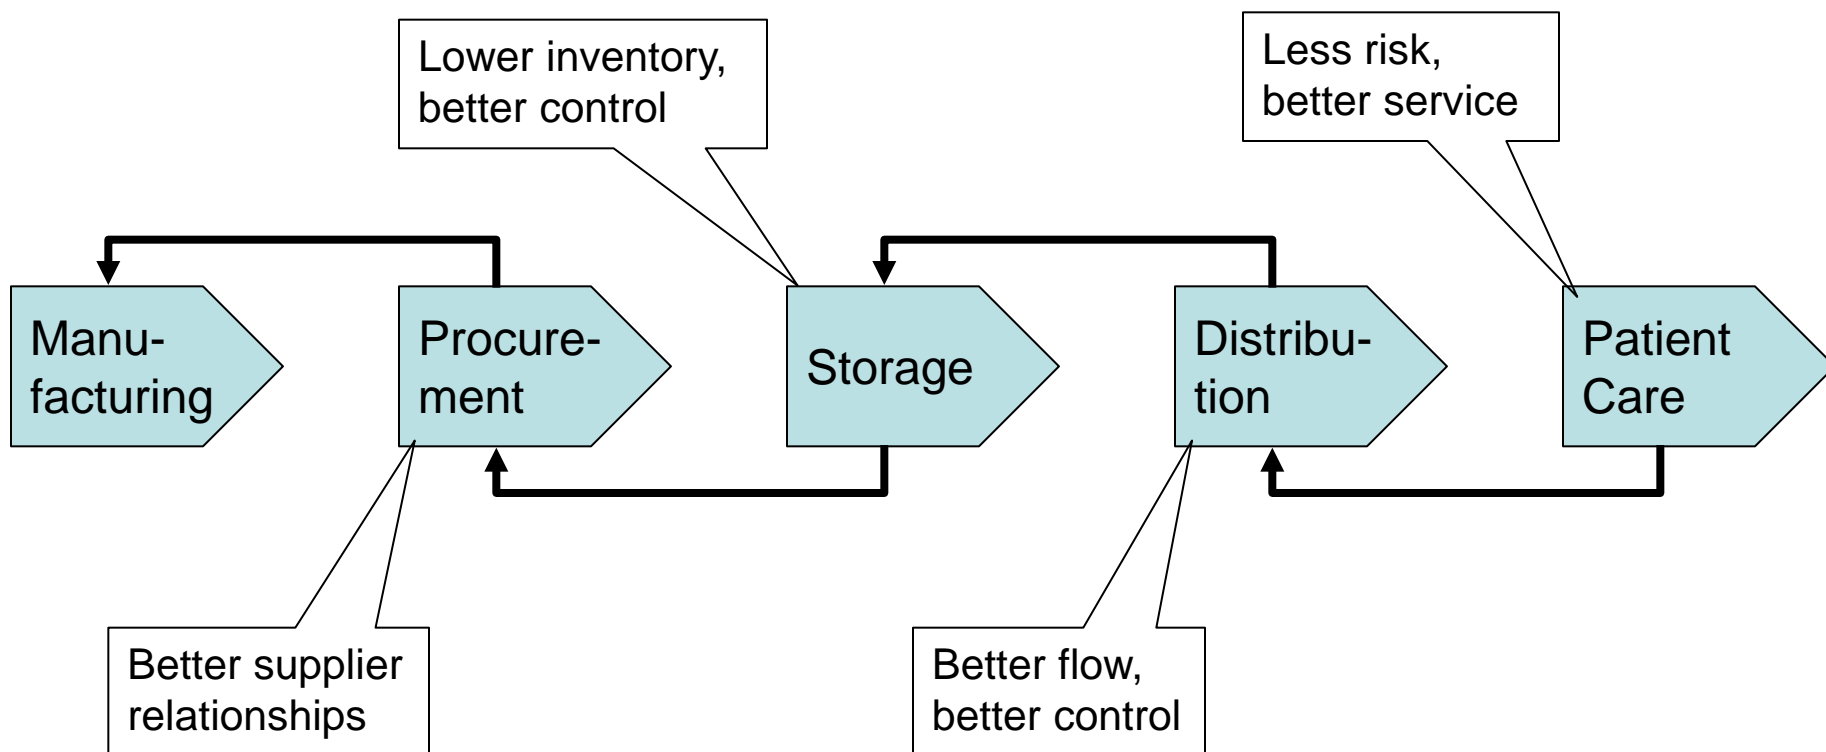 Lower inventory,
better control
Less risk,
better service
Manu-
facturing
Procure-
ment
Storage
Distribu-
tion
Patient
Care
Better supplier
relationships
Better flow,
better control